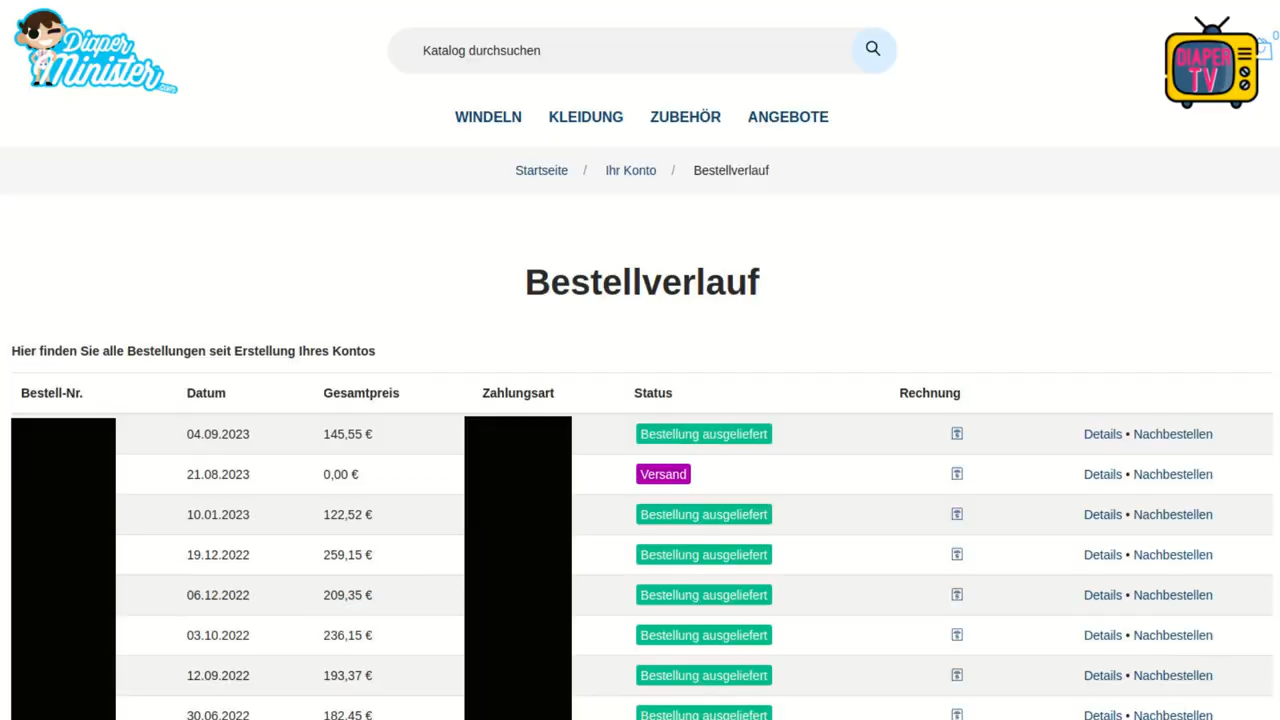 Diaper
Minister.com
Katalog durchsuchen
DIAPER
TV
0
WINDELN KLEIDUNG ZUBEHÖR ANGEBOTE
Startseite / Ihr Konto / Bestellverlauf
Bestellverlauf
Hier finden Sie alle Bestellungen seit Erstellung Ihres Kontos
Bestell-Nr. Datum Gesamtpreis Zahlungsart Status Rechnung
04.09.2023 145,55 € Bestellung ausgeliefert Details • Nachbestellen
21.08.2023 0,00 € Versand Details • Nachbestellen
10.01.2023 122,52 € Bestellung ausgeliefert Details • Nachbestellen
19.12.2022 259,15 € Bestellung ausgeliefert Details • Nachbestellen
06.12.2022 209,35 € Bestellung ausgeliefert Details • Nachbestellen
03.10.2022 236,15 € Bestellung ausgeliefert Details • Nachbestellen
12.09.2022 193,37 € Bestellung ausgeliefert Details • Nachbestellen
30.06.2022 182,45 € Bestellung ausgeliefert Details • Nachbestellen